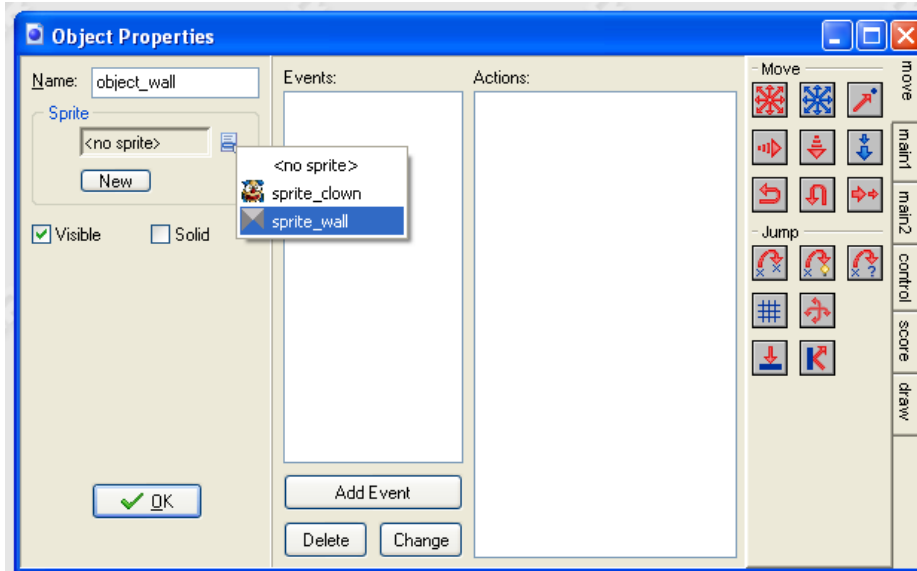 Object Properties
Name: object_wall
Sprite
<no sprite>
New
<no sprite>
sprite_clown
sprite_wall
Visible
Solid
OK
Events:
Add Event
Delete
Change
Actions:
Move
Jump
move
main1
main2
control
score
draw